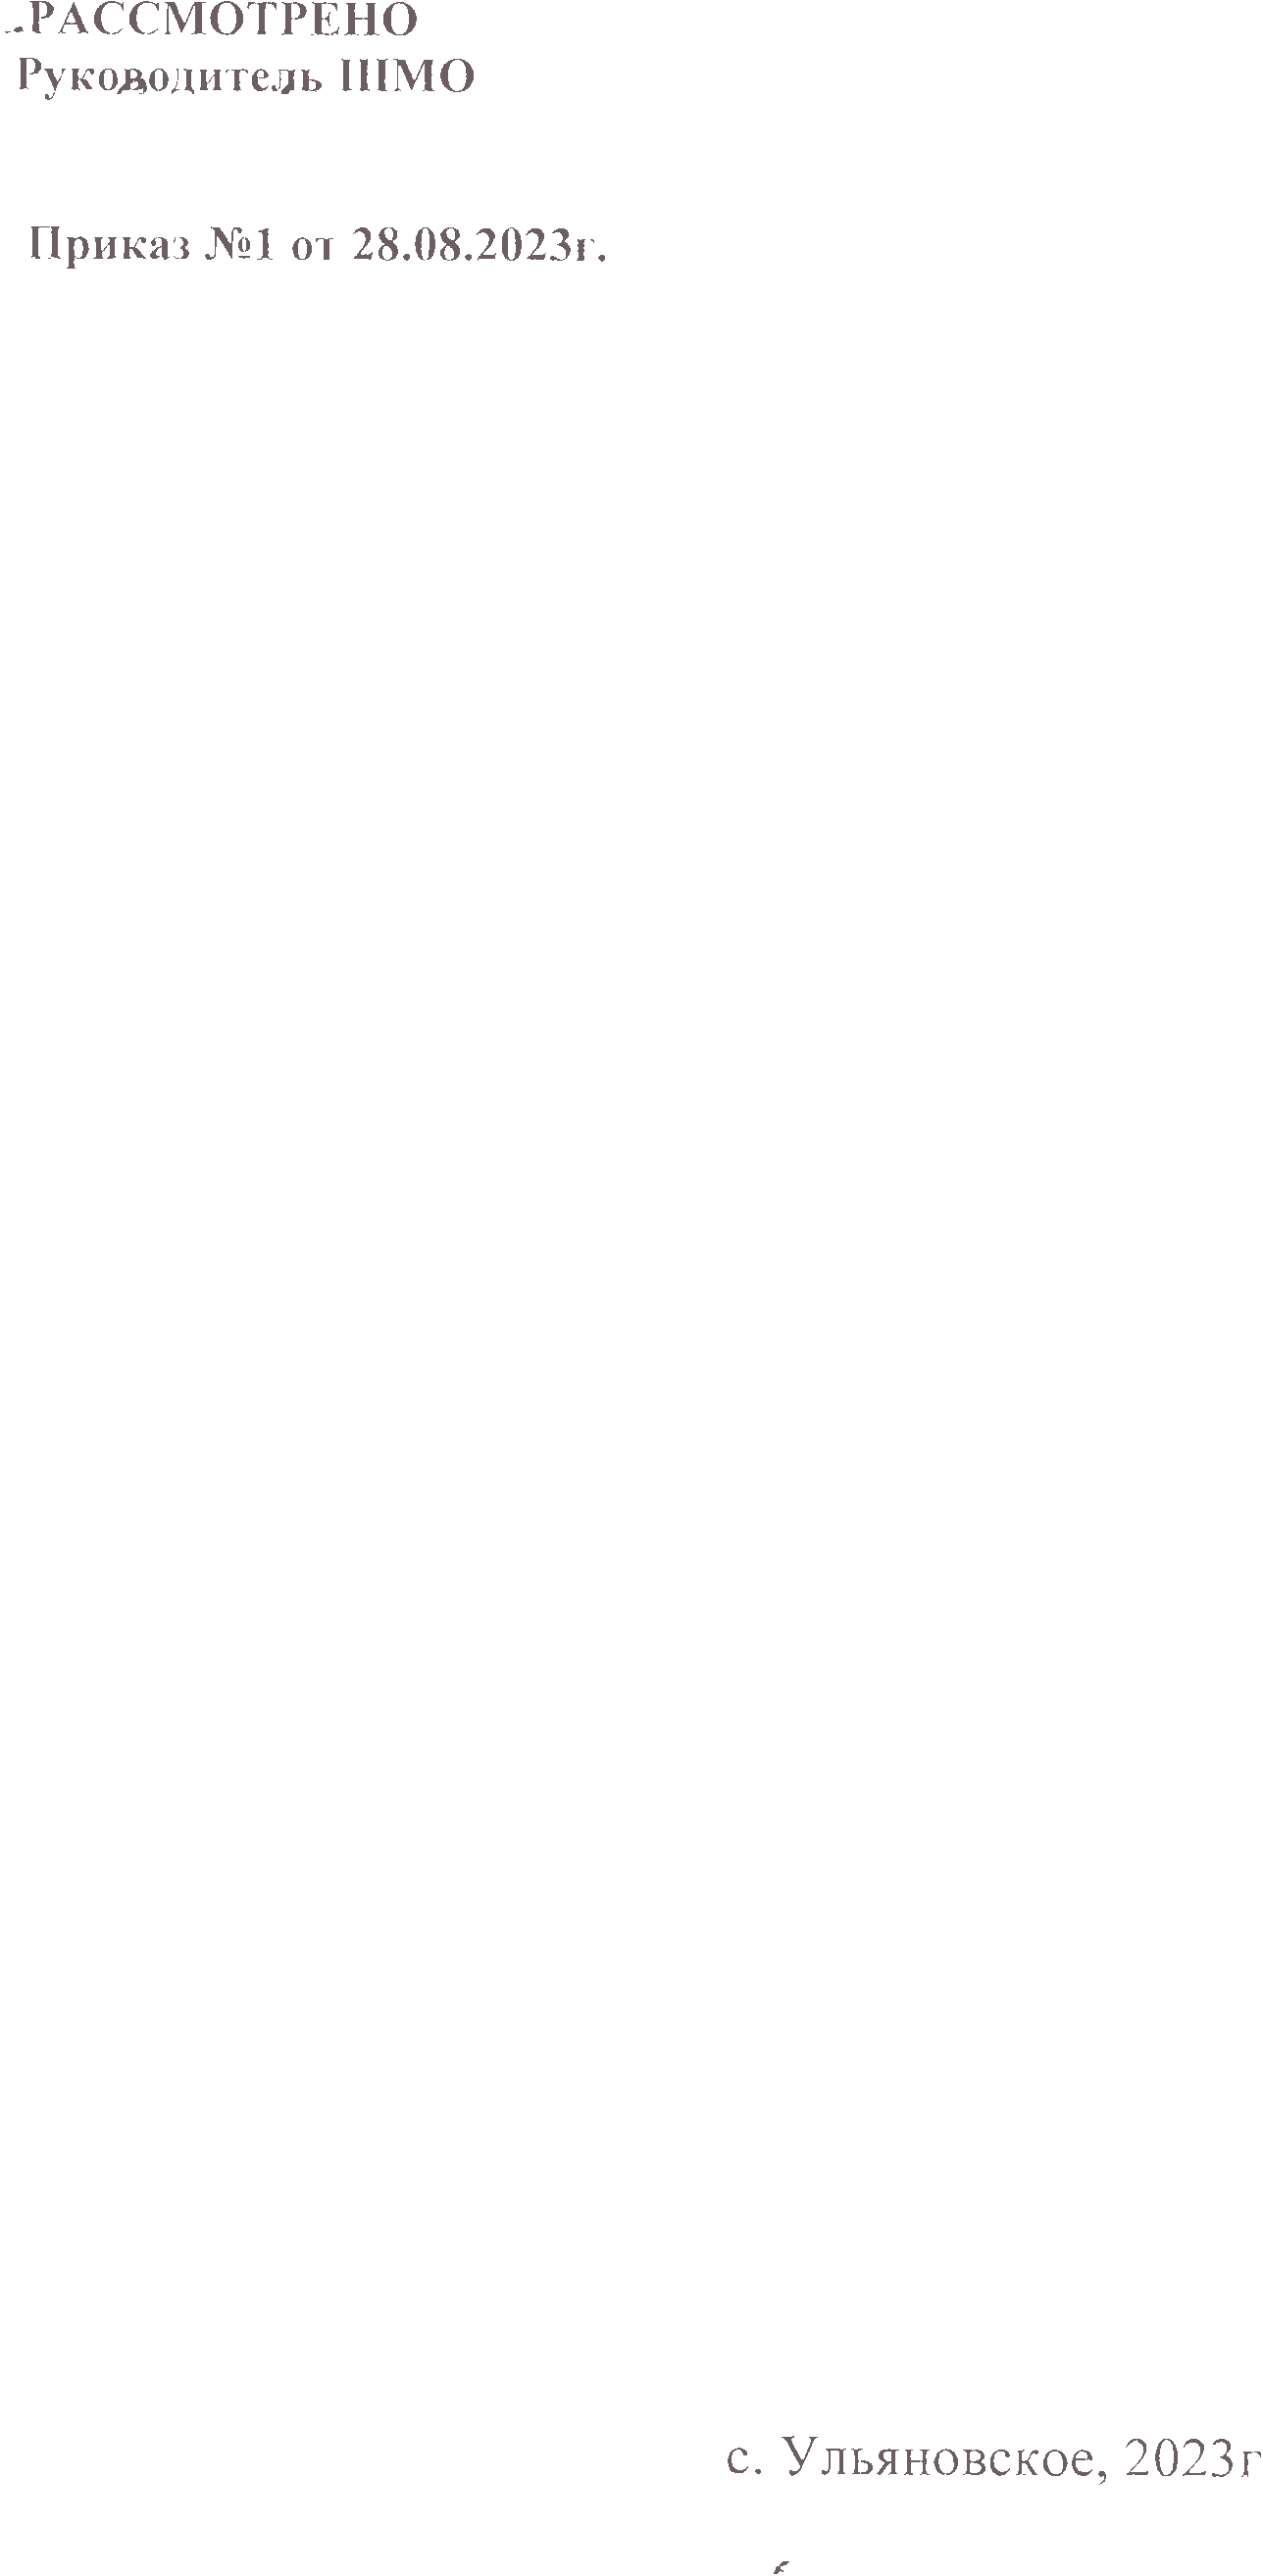 РАССМОТРЕНО
Руководитель ШМО
Приказ №1 от 28.08.2023г.
с. Ульяновское, 2023г